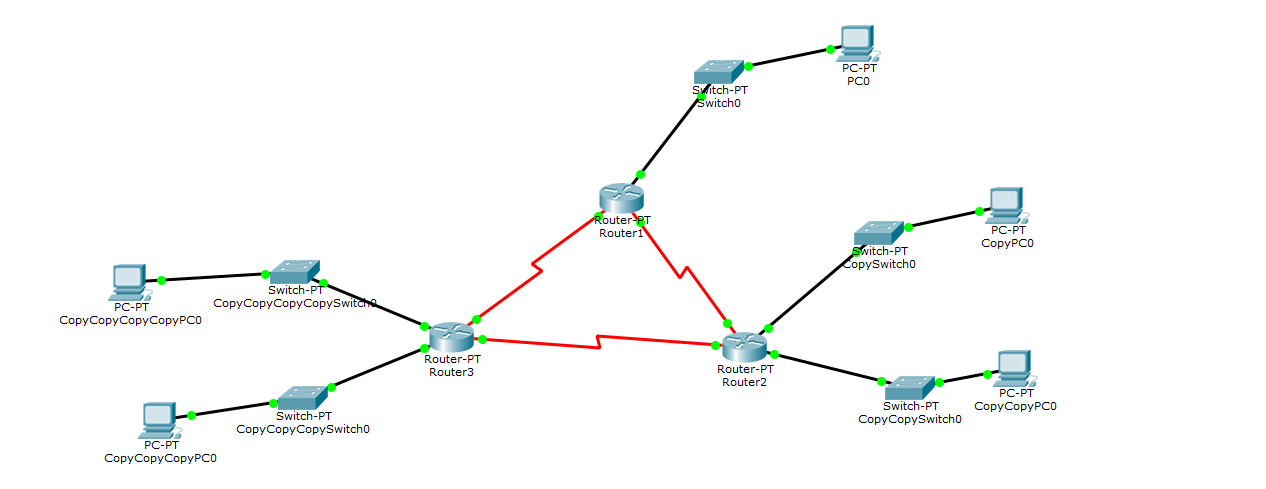 PC-PT
PC0
Switch-PT
Switch0
Router-PT
Router1
PC-PT
CopyPC0
Switch-PT
CopySwitch0
Switch-PT
CopyCopyCopyCopySwitch0
PC-PT
CopyCopyCopyCopyPC0
Router-PT
Router3
Router-PT
Router2
PC-PT
CopyCopyPC0
Switch-PT
CopyCopySwitch0
Switch-PT
CopyCopyCopySwitch0
PC-PT
CopyCopyCopyPC0